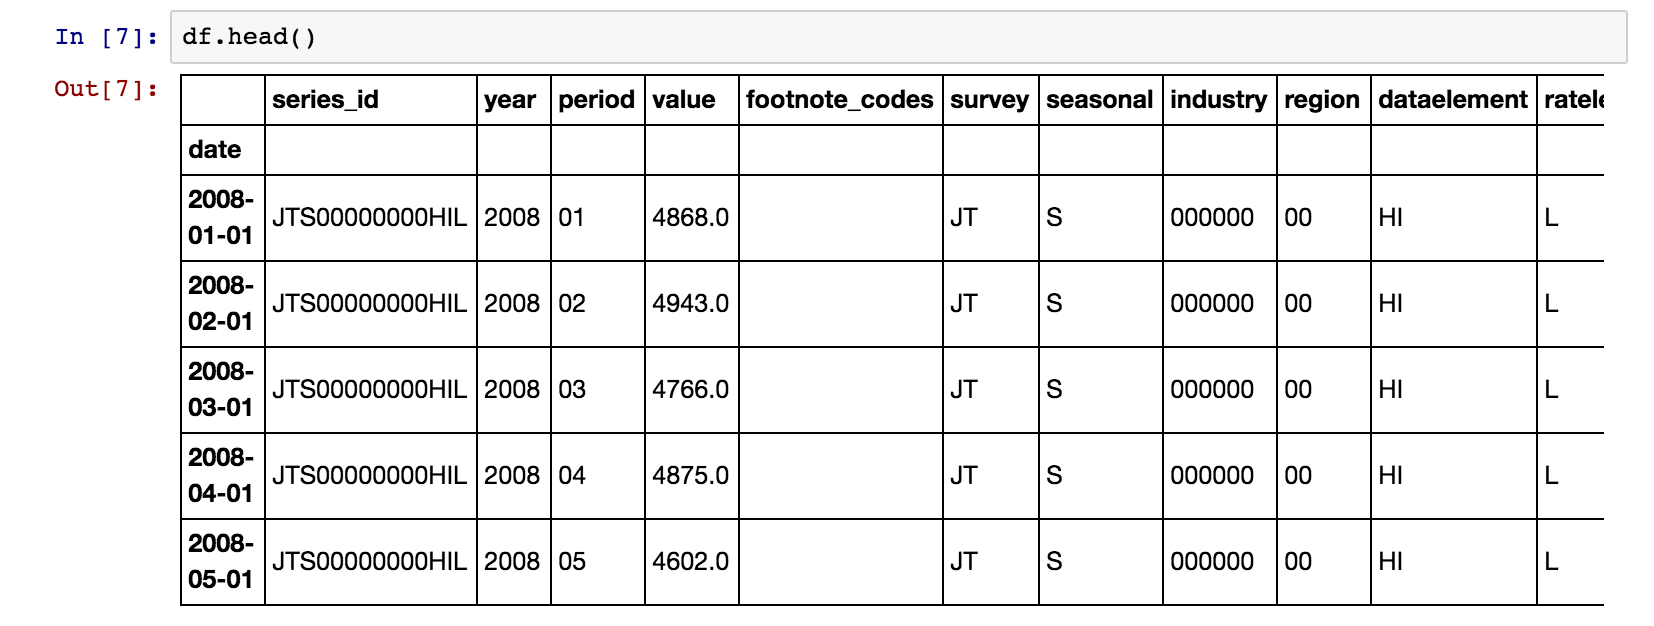 In [7]: df.head()
Out[7]:
series_id year period value footnote_codes survey seasonal industry region dataelement ratele
date
2008-01-01 JTS00000000HIL 2008 01 4868.0 JT S 000000 00 HI L
2008-02-01 JTS00000000HIL 2008 02 4943.0 JT S 000000 00 HI L
2008-03-01 JTS00000000HIL 2008 03 4766.0 JT S 000000 00 HI L
2008-04-01 JTS00000000HIL 2008 04 4875.0 JT S 000000 00 HI L
2008-05-01 JTS00000000HIL 2008 05 4602.0 JT S 000000 00 HI L